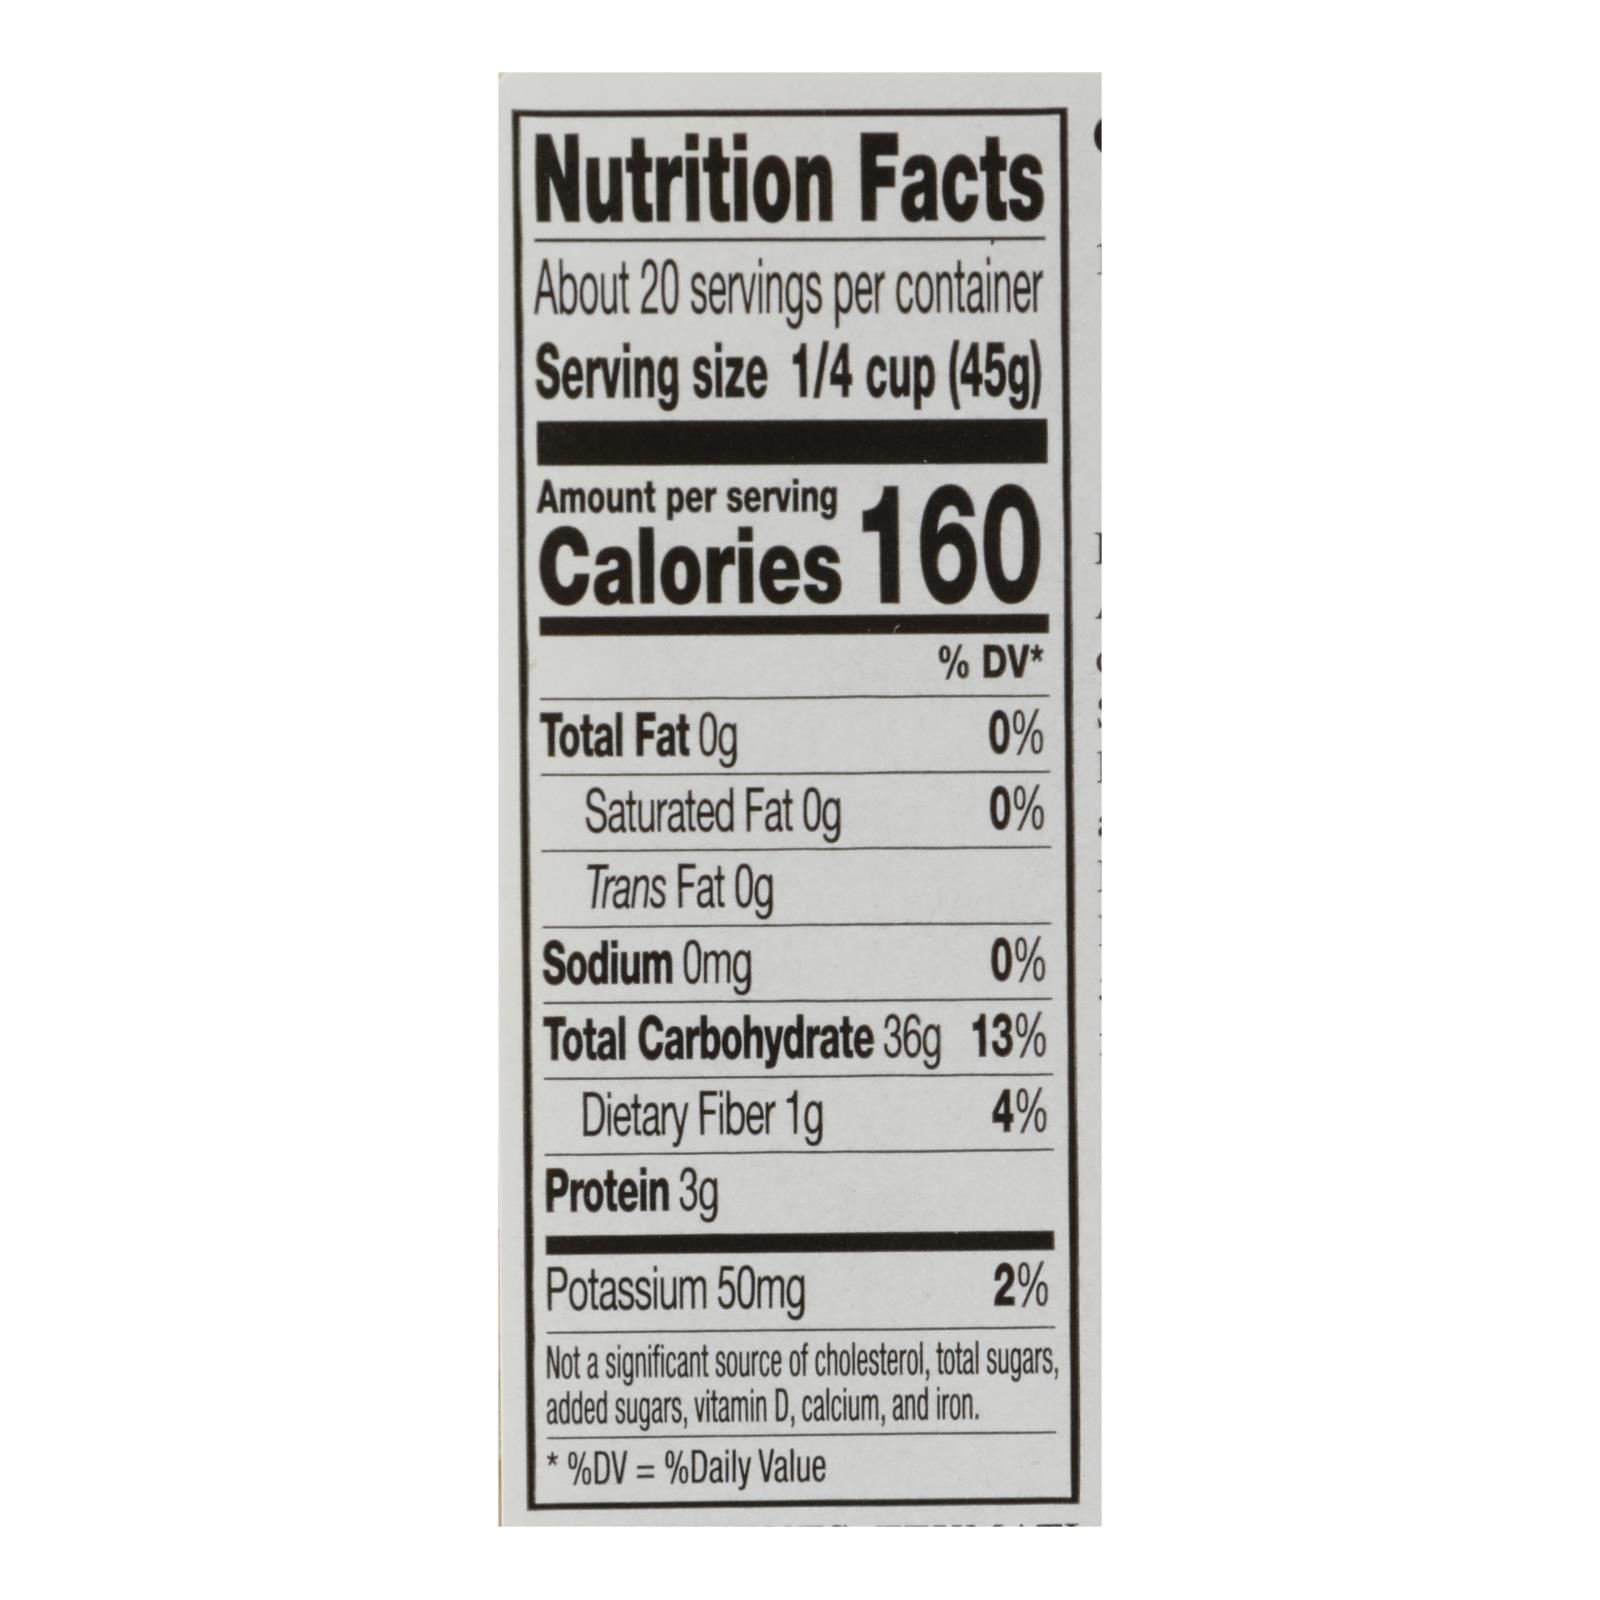 Nutrition Facts
About 20 servings per container
Serving size 1/4 cup (45g)
Amount per serving
Calories 160
% DV*
Total Fat 0g 0%
Saturated Fat 0g 0%
Trans Fat 0g
Sodium 0mg 0%
Total Carbohydrate 36g 13%
Dietary Fiber 1g 4%
Protein 3g
Potassium 50mg 2%
Not a significant source of cholesterol, total sugars,
added sugars, vitamin D, calcium, and iron.
* %DV = %Daily Value